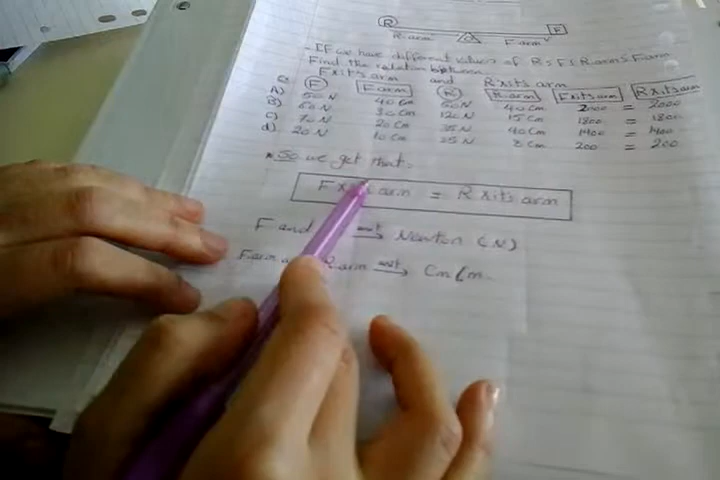 R F
R.arm F.arm
- If we have different values of R, F, R.arm & F.arm
Find the relation between
F x its arm and R x its arm
F F.arm R R.arm F x its arm R x its arm
A) 50 N 40 Cm 50 N 40 Cm 2000 = 2000
B) 60 N 30 Cm 120 N 15 Cm 1800 = 1800
C) 70 N 20 Cm 35 N 40 Cm 1400 = 1400
d) 20 N 10 Cm 25 N 8 Cm 200 = 200
* So we get that.
F x its arm = R x its arm
F and unit Newton (N)
F.arm R.arm unit Cm / m.